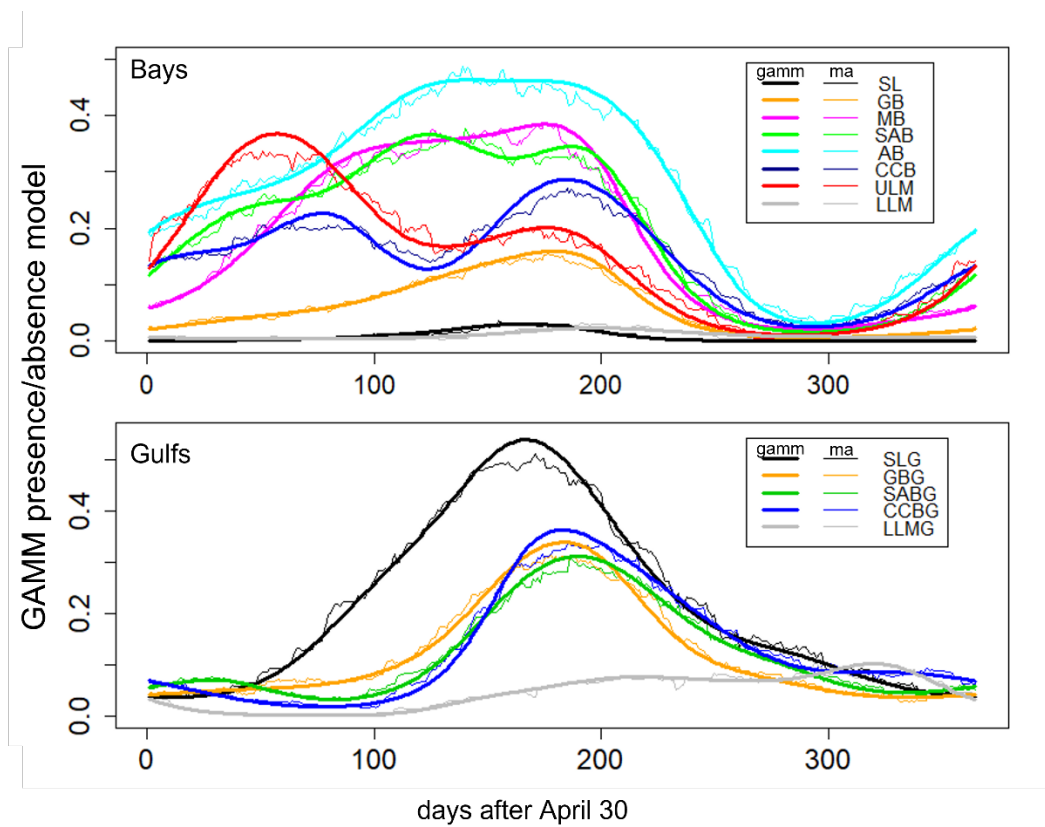 Bays
gamm ma
SL
GB
MB
SAB
AB
CCB
ULM
LLM
0.4
0.2
0.0
0 100 200 300
GAMM presence/absence model
Gulfs
gamm ma
SLG
GBG
SABG
CCBG
LLMG
0.4
0.2
0.0
0 100 200 300
days after April 30